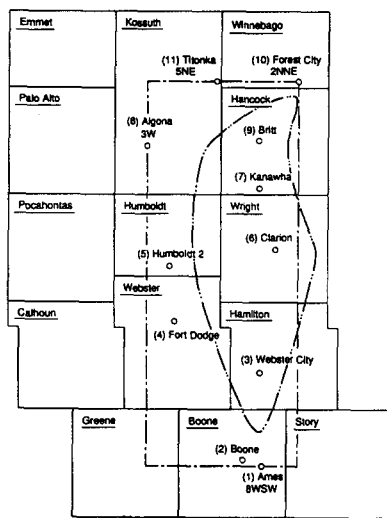 Emmet
Kossuth
Winnebago
(11) Titonka
5NE
(10) Forest City
2NNE
Palo Alto
Hancock
(8) Algona
3W
(9) Britt
(7) Kanawha
Pocahontas
Humboldt
Wright
(6) Clarion
(5) Humboldt 2
Webster
Calhoun
Hamilton
(4) Fort Dodge
(3) Webster City
Greene
Boone
Story
(2) Boone
(1) Ames
8WSW